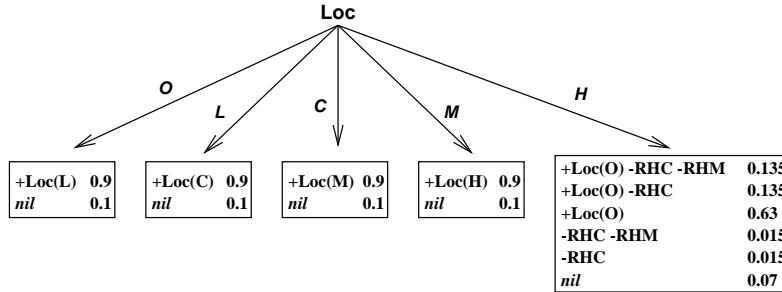 Loc
O
L
C
M
H
+Loc(L) 0.9
nil 0.1
+Loc(C) 0.9
nil 0.1
+Loc(M) 0.9
nil 0.1
+Loc(H) 0.9
nil 0.1
+Loc(O) -RHC -RHM 0.135
+Loc(O) -RHC 0.135
+Loc(O) 0.63
-RHC -RHM 0.015
-RHC 0.015
nil 0.07